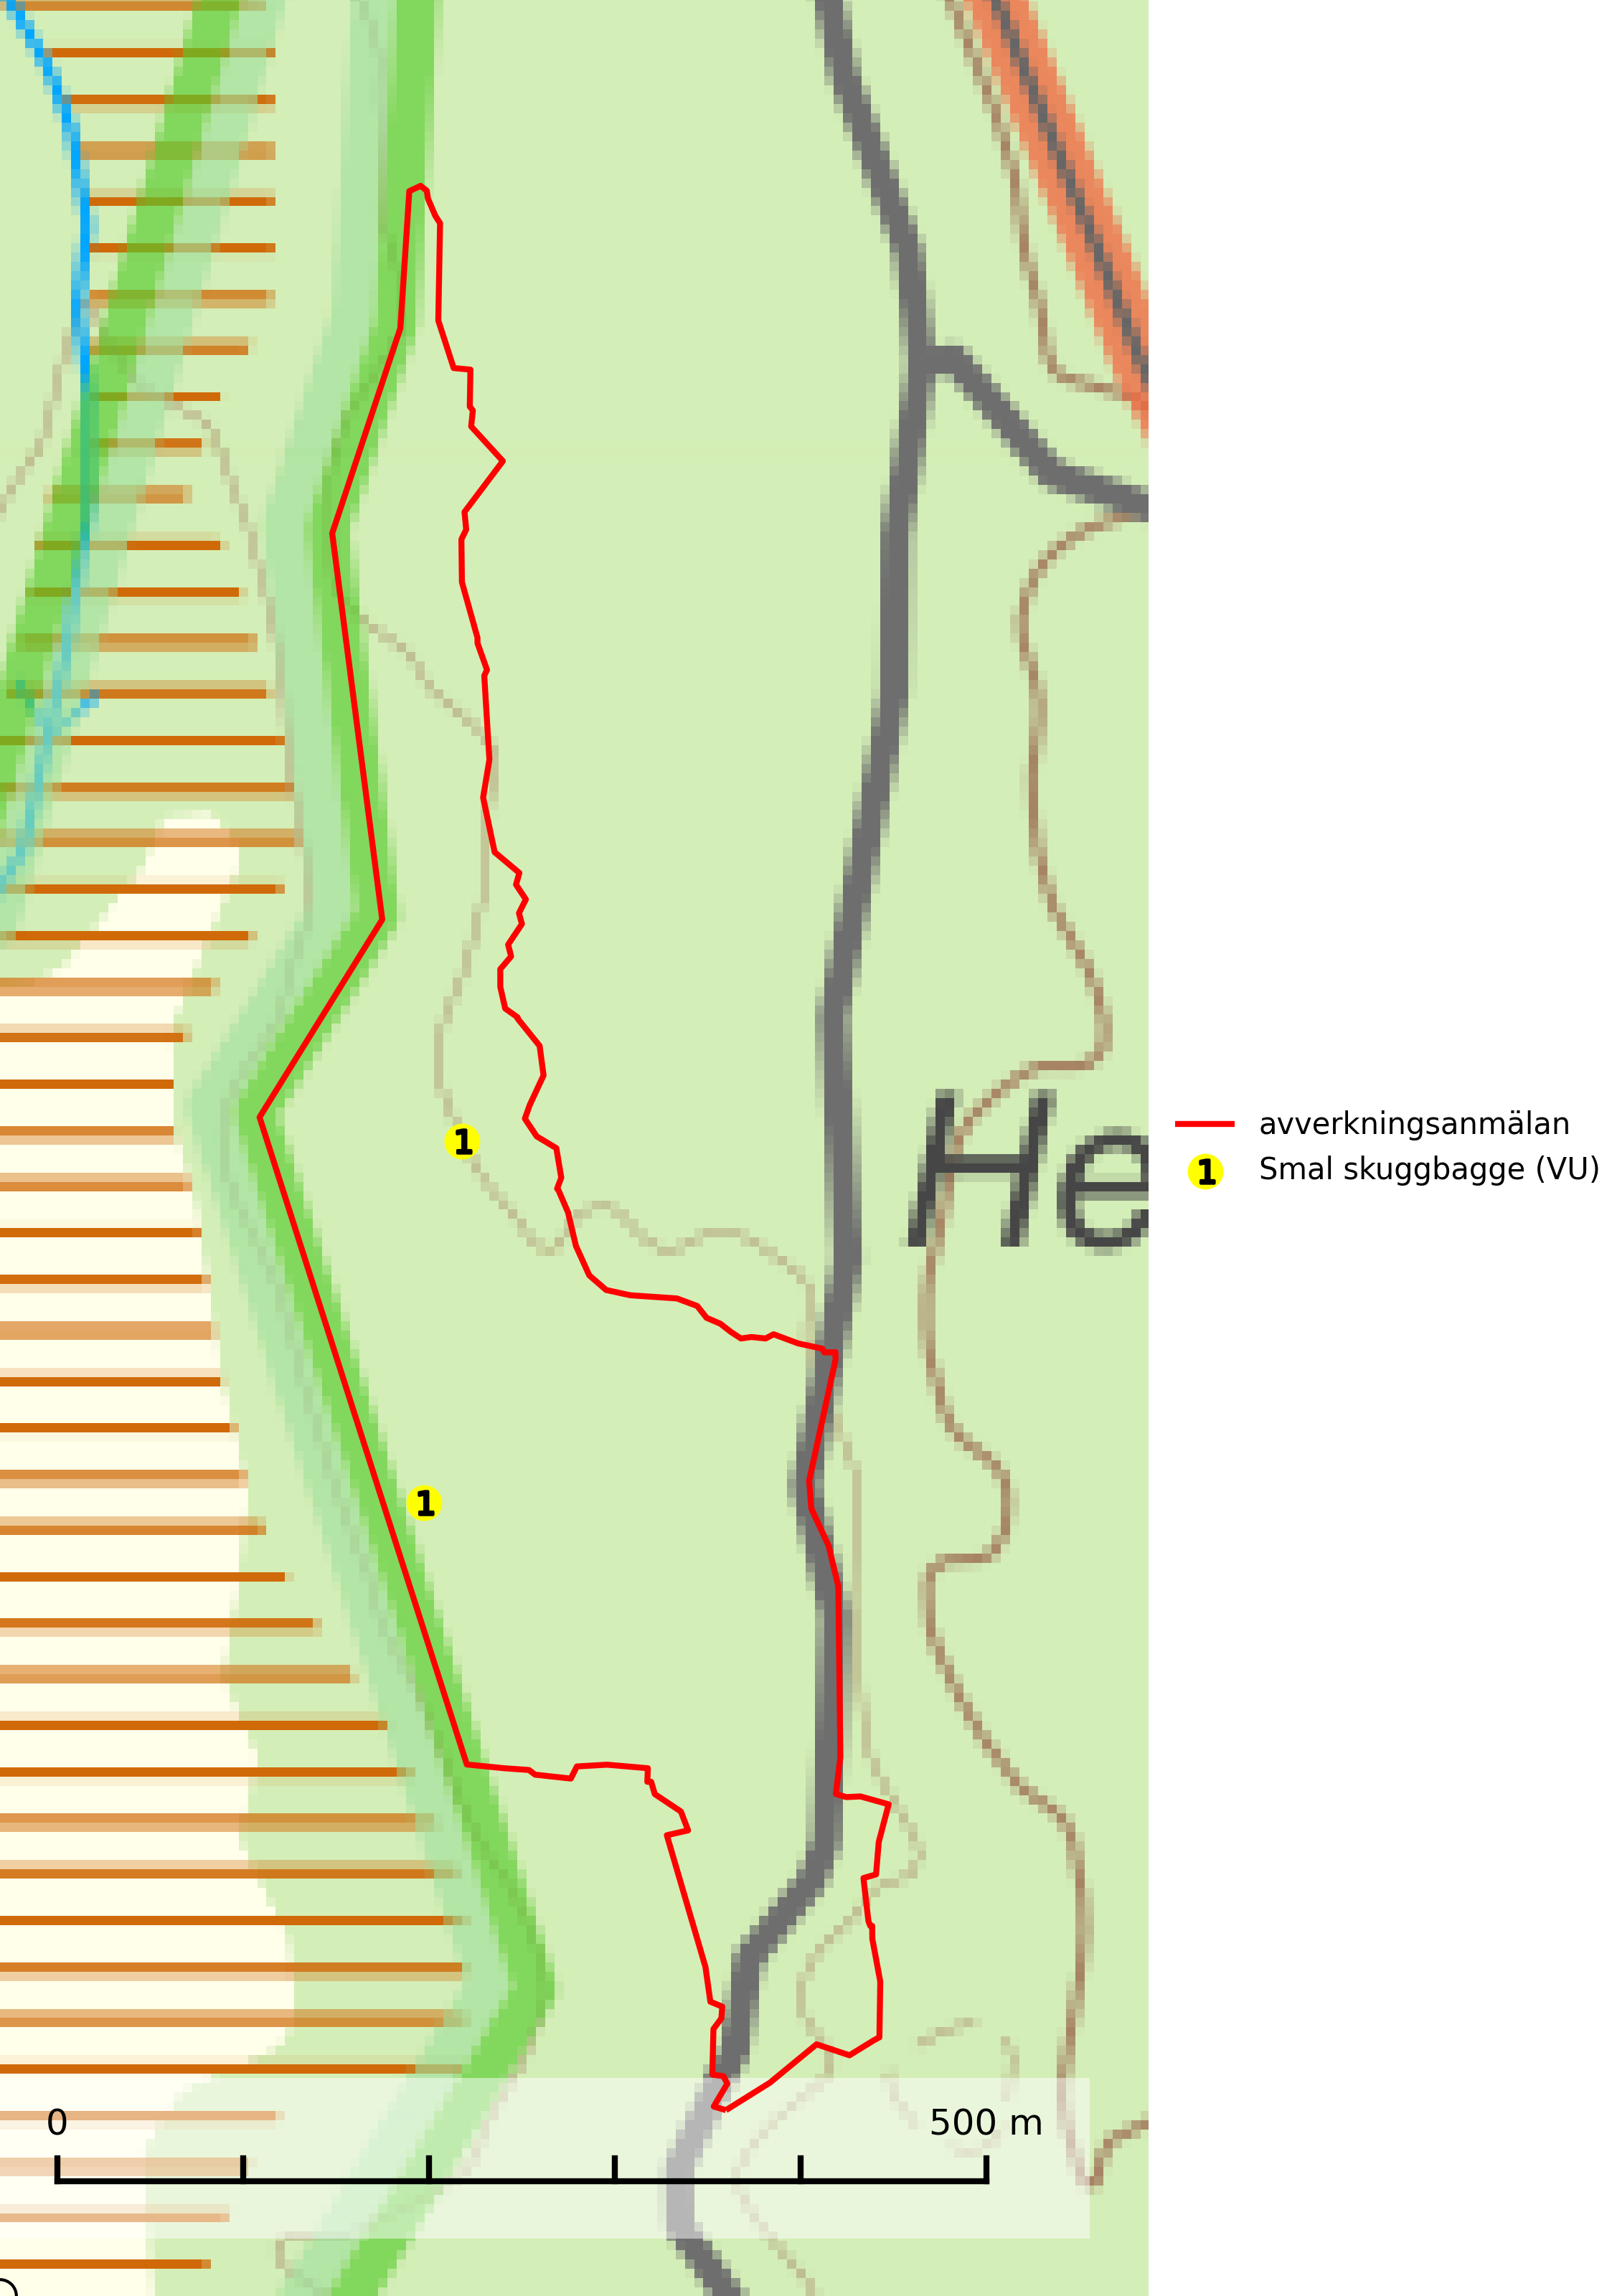 He
1 avverkningsanmälan
1 Smal skuggbagge (VU)
1
0 500 m